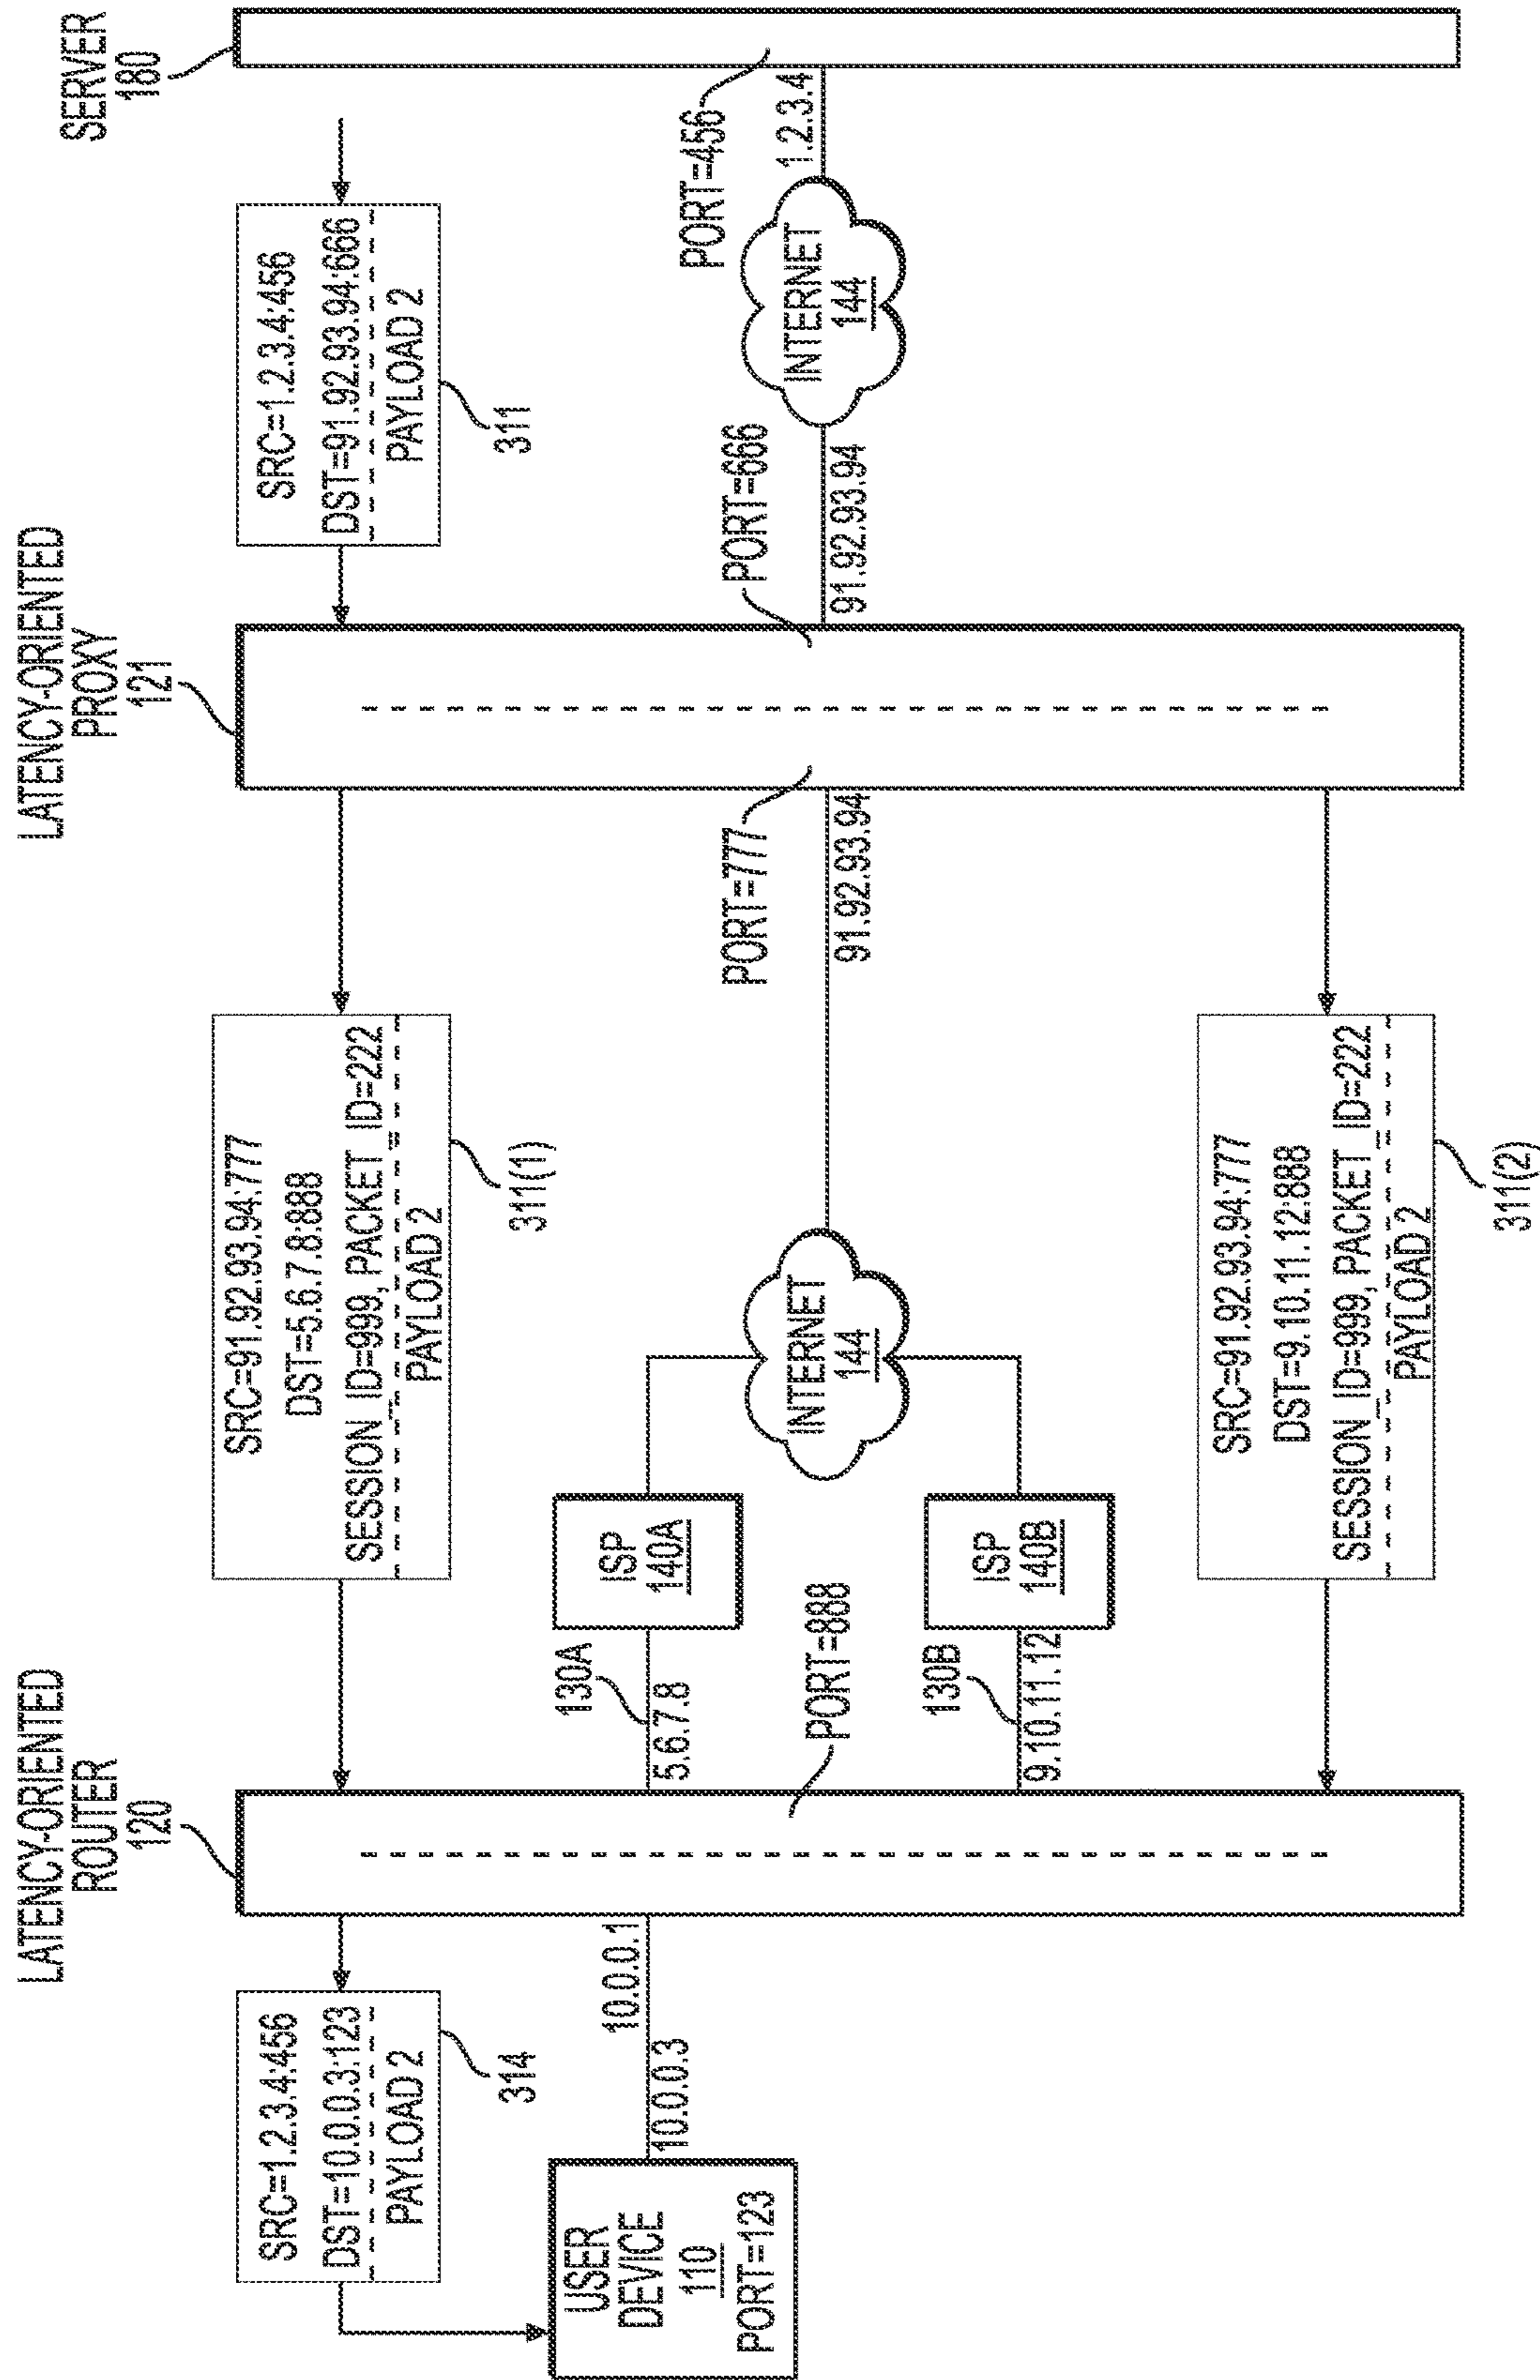 LATENCY-ORIENTED
ROUTER
120
LATENCY-ORIENTED
PROXY
121
SERVER
180
SRC=1.2.3.4:456
DST=10.0.0.3:123
PAYLOAD 2
314
SRC=91.92.93.94:777
DST=5.6.7.8:888
SESSION_ID=999, PACKET_ID=222
PAYLOAD 2
311(1)
SRC=1.2.3.4:456
DST=91.92.93.94:666
PAYLOAD 2
311
USER
DEVICE
110
PORT=123
10.0.0.3
10.0.0.1
130A
5.6.7.8
ISP
140A
PORT=888
130B
9.10.11.12
ISP
140B
INTERNET
144
PORT=777
91.92.93.94
PORT=666
91.92.93.94
INTERNET
144
PORT=456
1.2.3.4
SRC=91.92.93.94:777
DST=9.10.11.12:888
SESSION_ID=999, PACKET_ID=222
PAYLOAD 2
311(2)